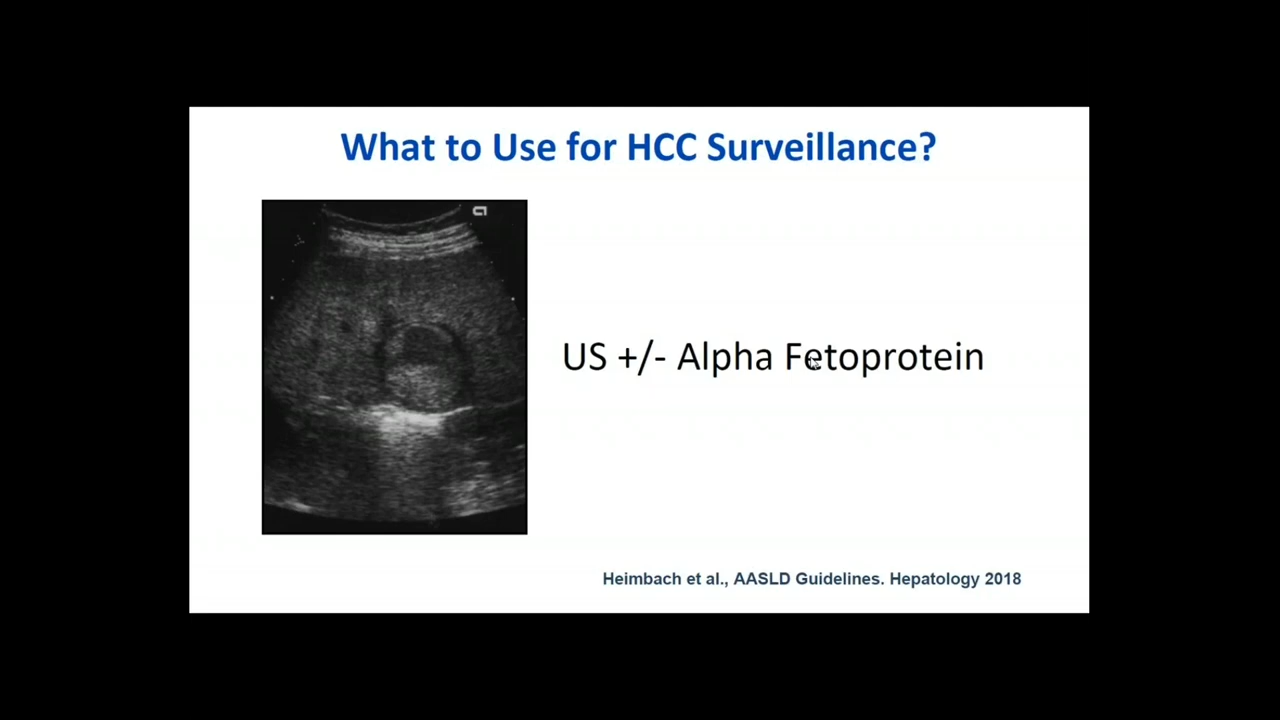 What to Use for HCC Surveillance?
US +/- Alpha Fetoprotein
Heimbach et al., AASLD Guidelines. Hepatology 2018